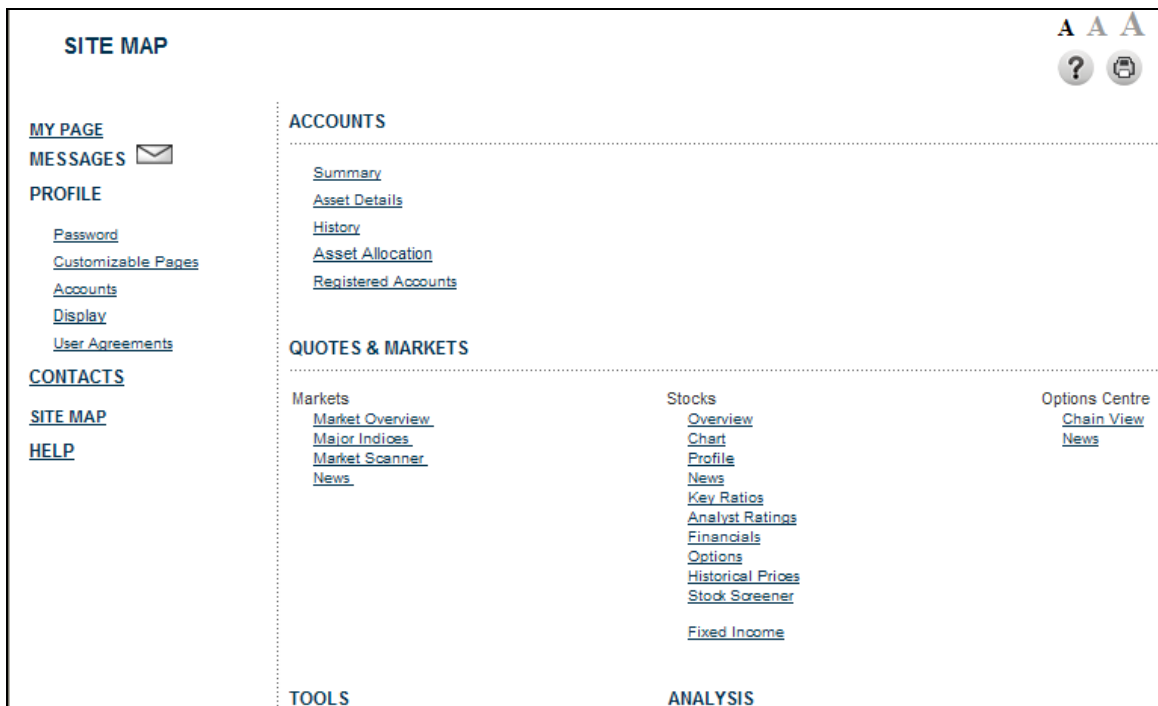 SITE MAP
A A A
?
MY PAGE
MESSAGES
PROFILE
Password
Customizable Pages
Accounts
Display
User Agreements
CONTACTS
SITE MAP
HELP
ACCOUNTS
Summary
Asset Details
History
Asset Allocation
Registered Accounts
QUOTES & MARKETS
Markets
Market Overview
Major Indices
Market Scanner
News
Stocks
Overview
Chart
Profile
News
Key Ratios
Analyst Ratings
Financials
Options
Historical Prices
Stock Screener
Fixed Income
Options Centre
Chain View
News
TOOLS
ANALYSIS